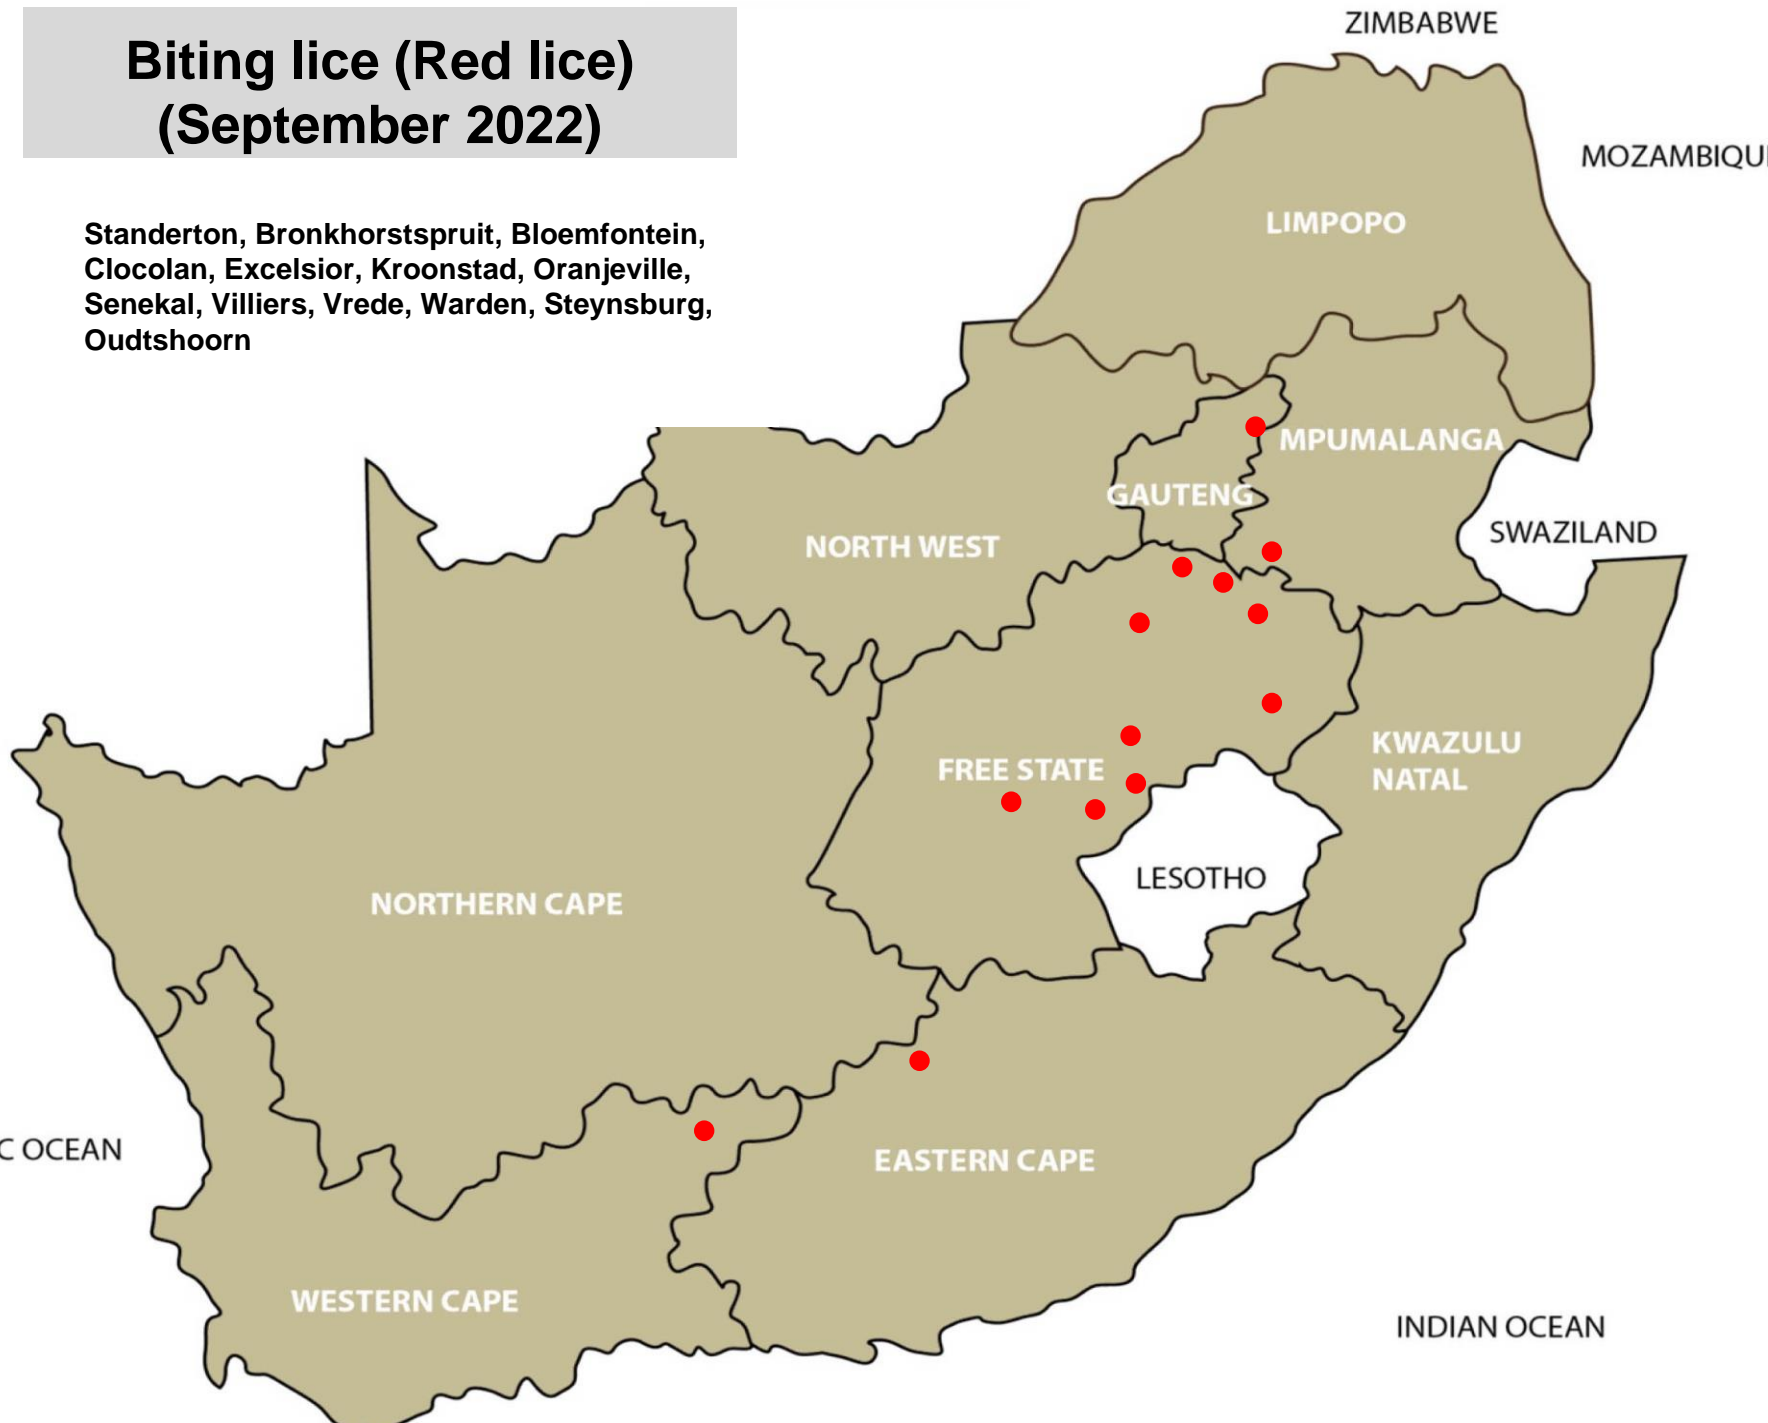 Biting lice (Red lice)
(September 2022)
Standerton, Bronkhorstspruit, Bloemfontein,
Clocolan, Excelsior, Kroonstad, Oranjeville,
Senekal, Villiers, Vrede, Warden, Steynsburg,
Oudtshoorn
ZIMBABWE
MOZAMBIQU
LIMPOPO
MPUMALANGA
GAUTENG
SWAZILAND
NORTH WEST
KWAZULU
NATAL
FREE STATE
LESOTHO
NORTHERN CAPE
C OCEAN
EASTERN CAPE
WESTERN CAPE
INDIAN OCEAN